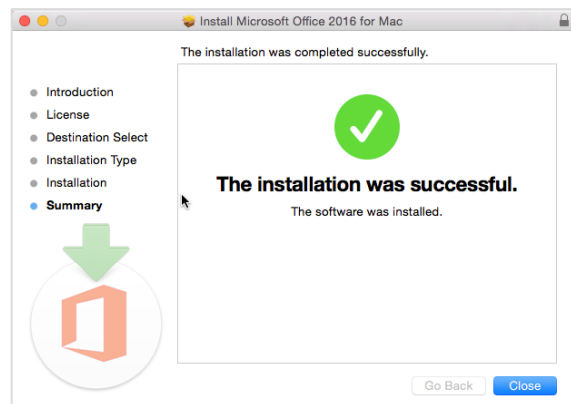 Install Microsoft Office 2016 for Mac
The installation was completed successfully.
Introduction
License
Destination Select
Installation Type
Installation
Summary
The installation was successful.
The software was installed.
Go Back
Close